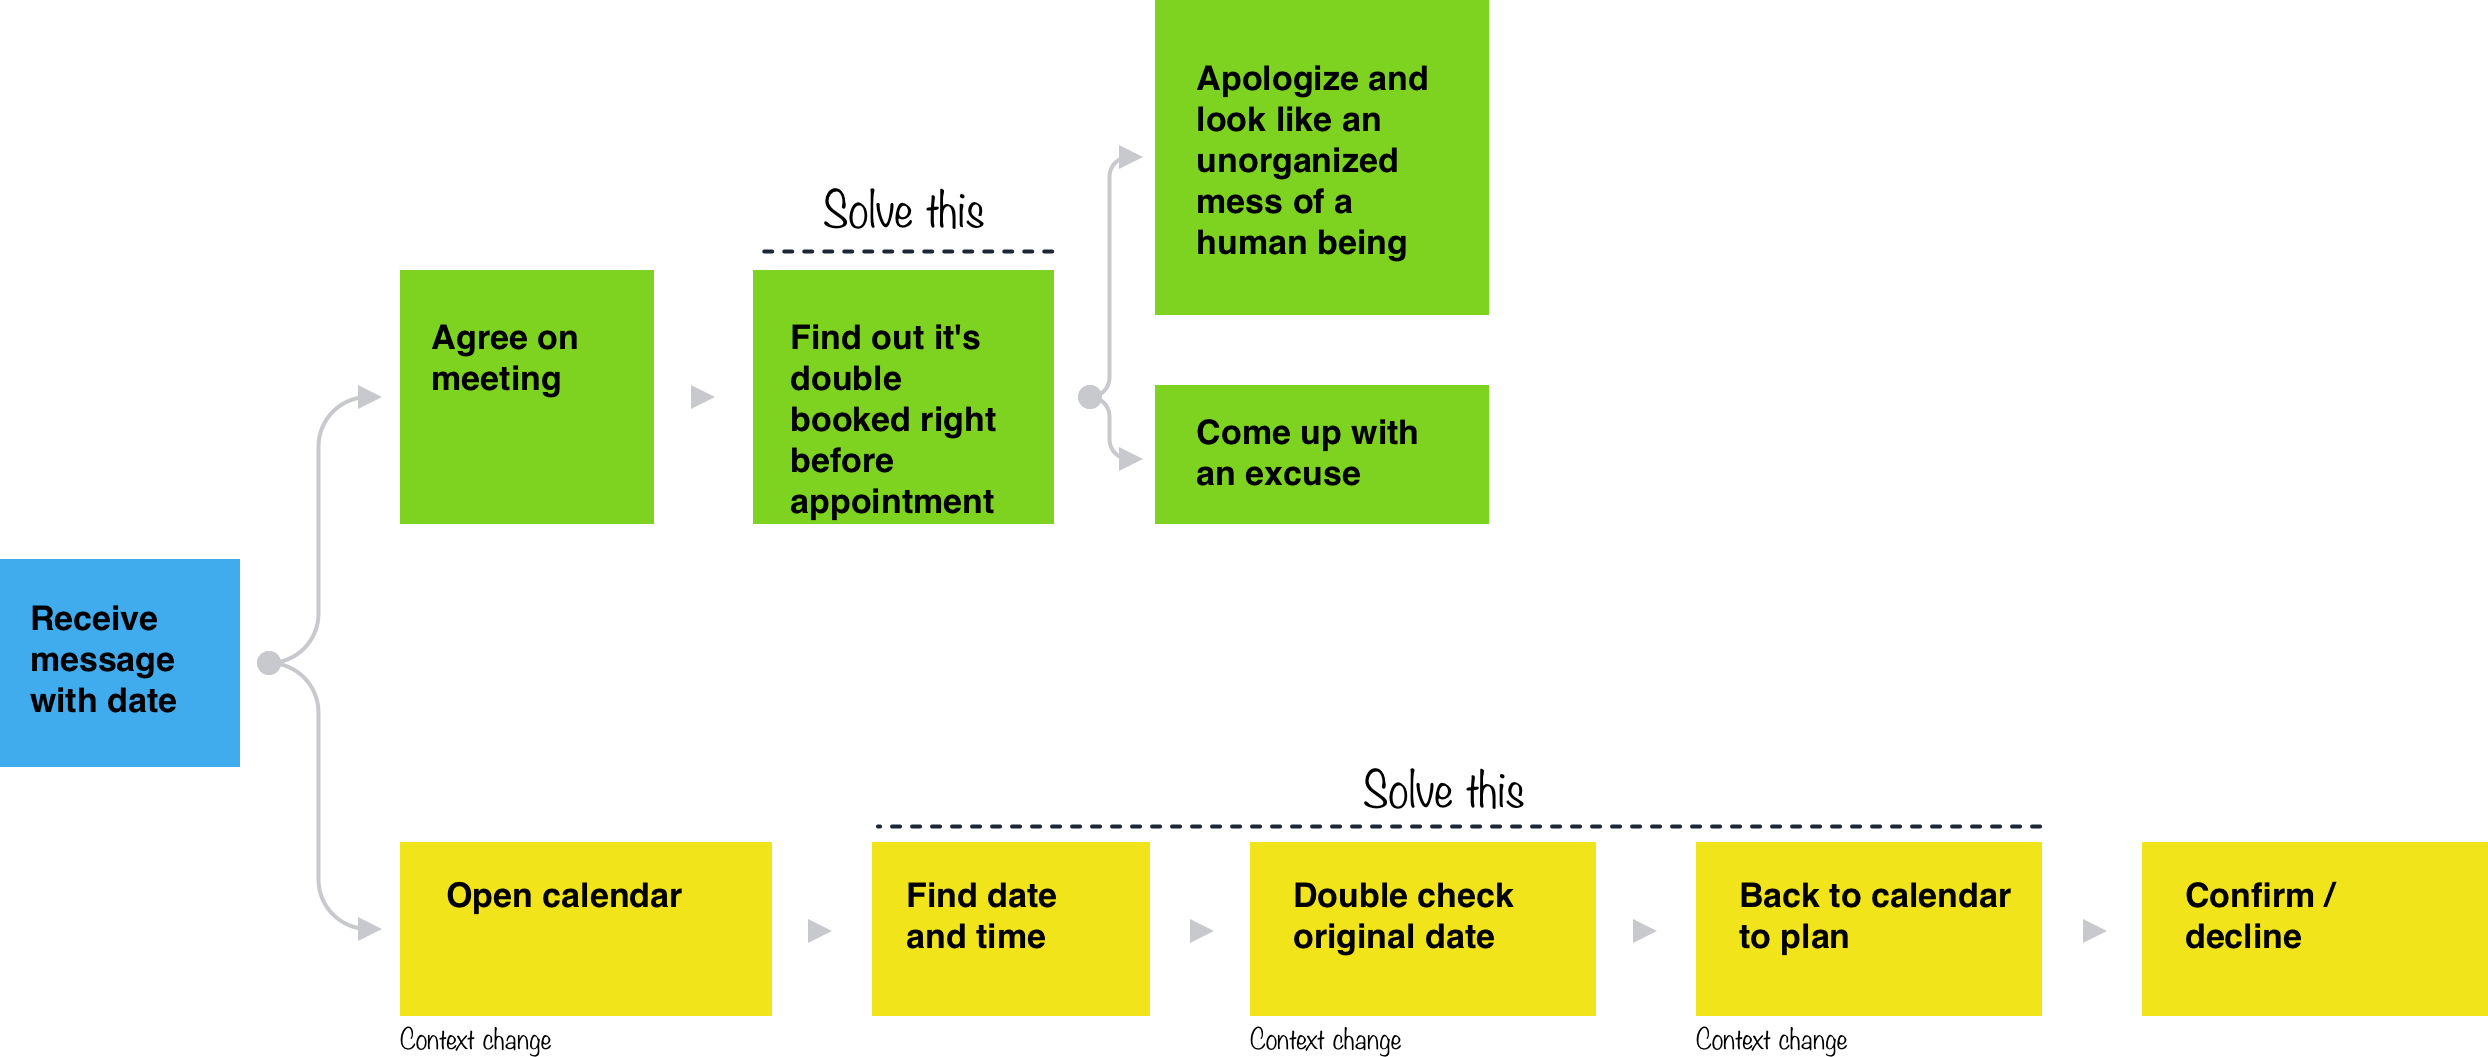 Apologize and
look like an
unorganized
mess of a
human being
Solve this
Agree on
meeting
Find out it's
double
booked right
before
appointment
Come up with
an excuse
Receive
message
with date
Solve this
Open calendar
Find date
and time
Double check
original date
Back to calendar
to plan
Confirm /
decline
Context change
Context change
Context change